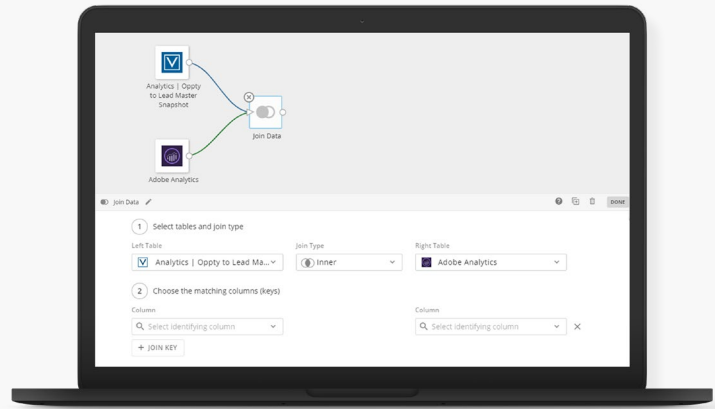 Analytics | Oppty
to Lead Master
Snapshot
Join Data
Adobe Analytics
Join Data
DONE
1 Select tables and join type
Left Table Join Type Right Table
Analytics | Oppty to Lead Ma... Inner Adobe Analytics
2 Choose the matching columns (keys)
Column Column
Select identifying column Select identifying column
+ JOIN KEY